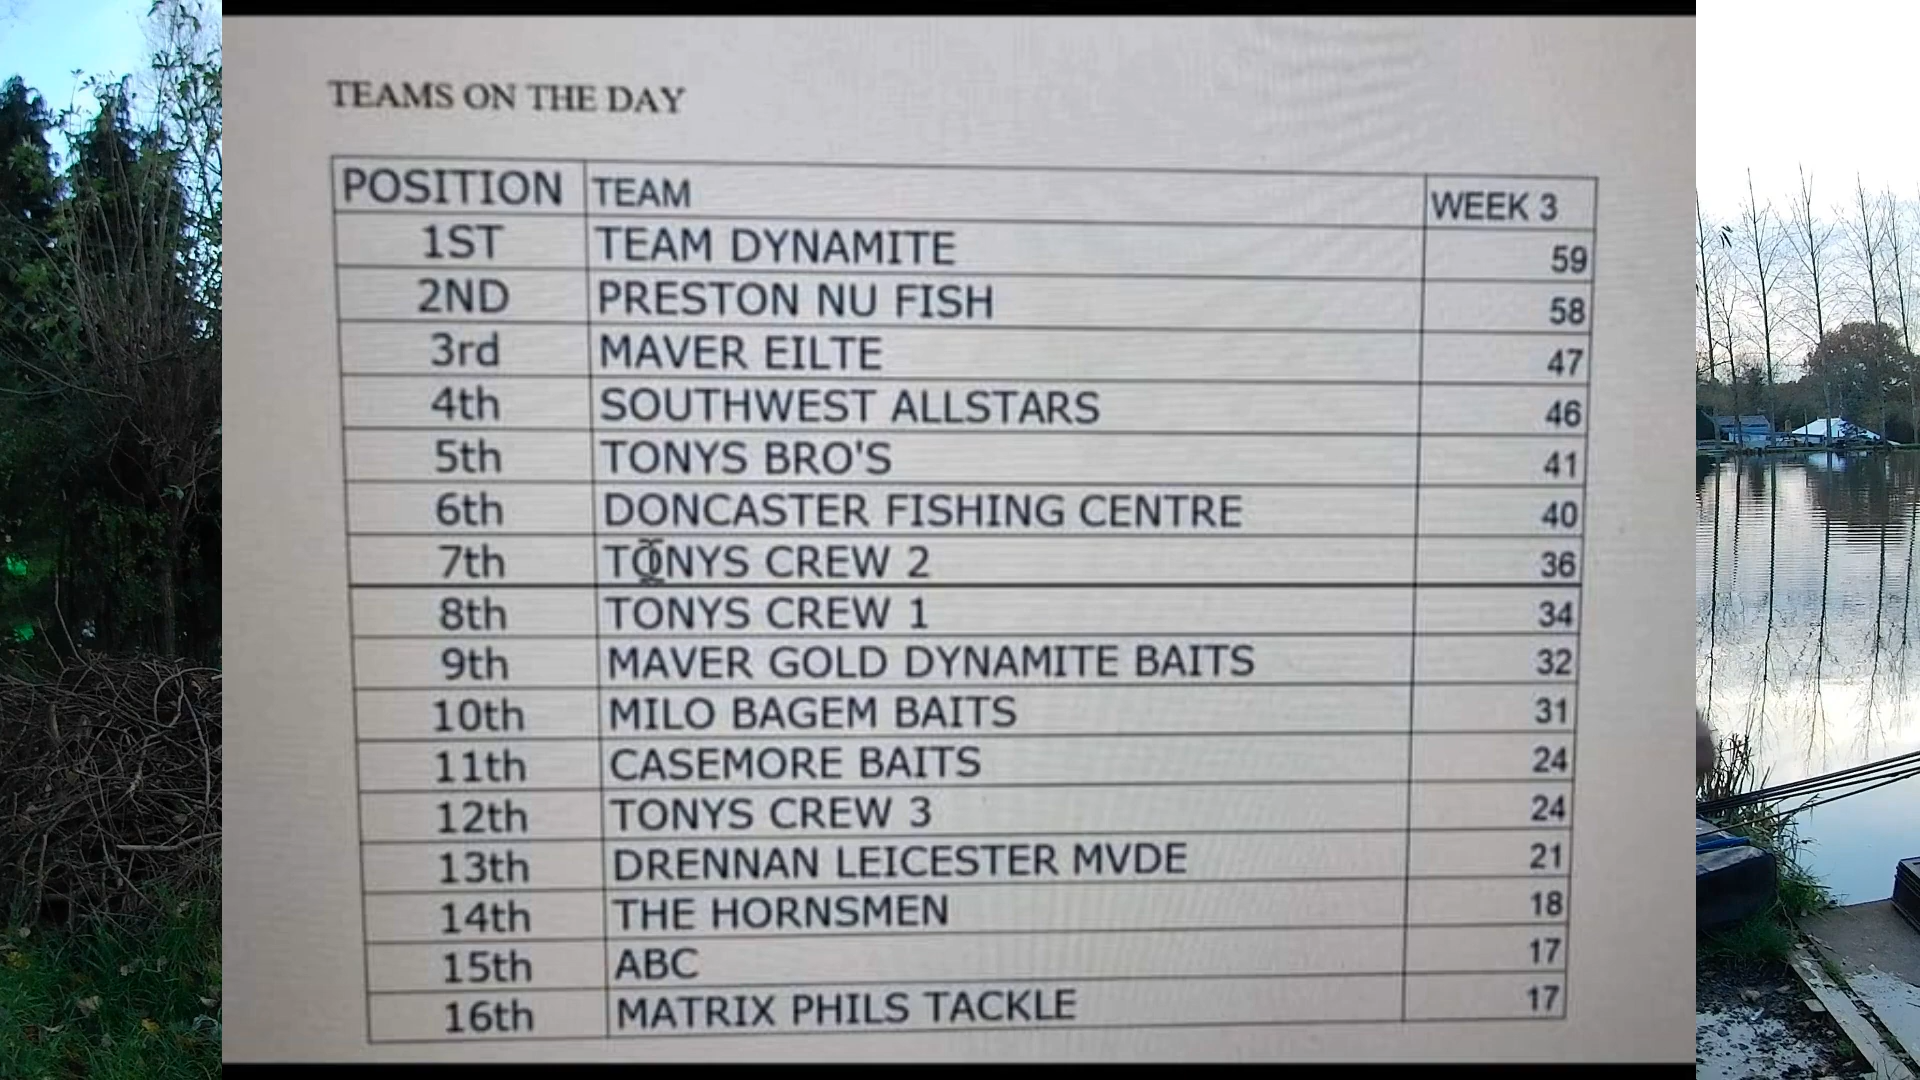 TEAMS ON THE DAY
POSITION TEAM WEEK 3
1ST TEAM DYNAMITE 59
2ND PRESTON NU FISH 58
3rd MAVER EILTE 47
4th SOUTHWEST ALLSTARS 46
5th TONYS BRO'S 41
6th DONCASTER FISHING CENTRE 40
7th TONYS CREW 2 36
8th TONYS CREW 1 34
9th MAVER GOLD DYNAMITE BAITS 32
10th MILO BAGEM BAITS 31
11th CASEMORE BAITS 24
12th TONYS CREW 3 24
13th DRENNAN LEICESTER MVDE 21
14th THE HORNSMEN 18
15th ABC 17
16th MATRIX PHILS TACKLE 17